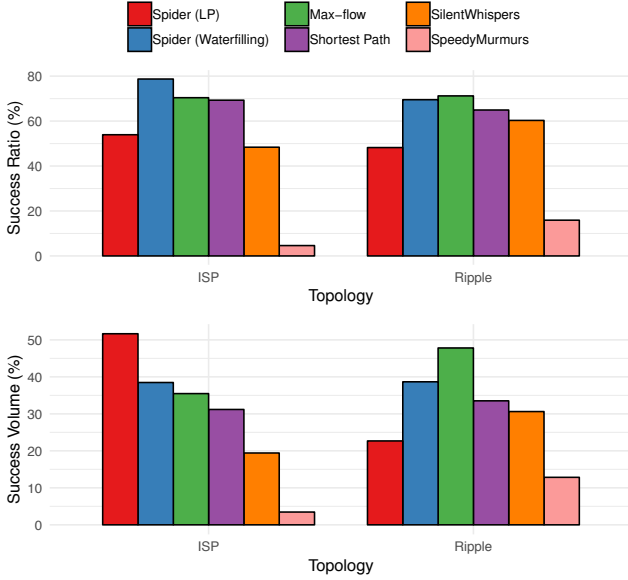 Spider (LP) Max−flow SilentWhispers
Spider (Waterfilling) Shortest Path SpeedyMurmurs
80
60
40
20
0
Success Ratio (%)
ISP Ripple
Topology
50
40
30
20
10
0
Success Volume (%)
ISP Ripple
Topology